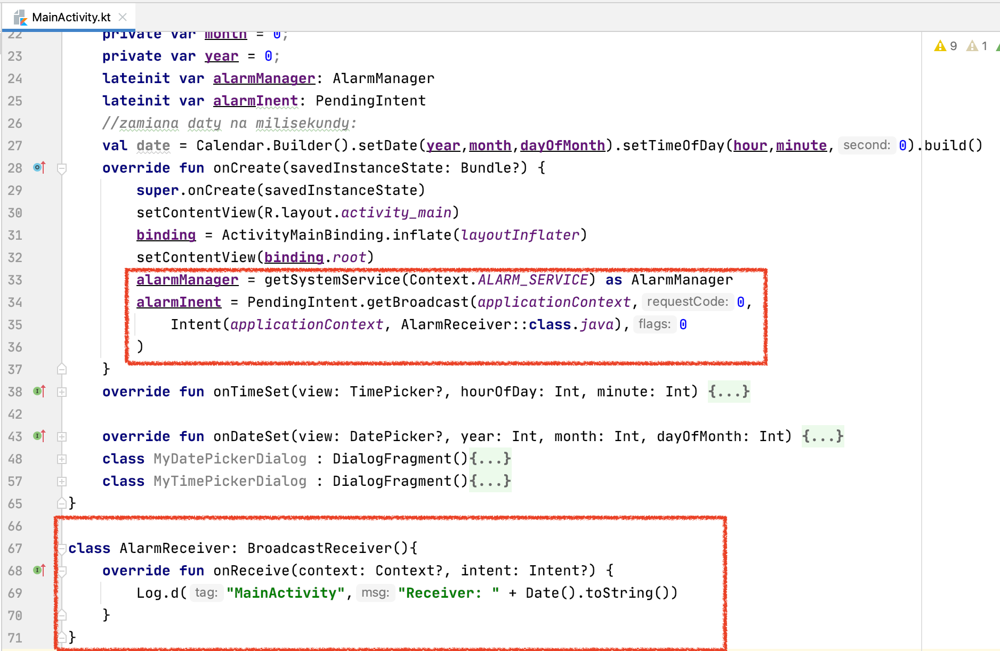 MainActivity.kt
9 1
22 private var month = 0;
23 private var year = 0;
24 lateinit var alarmManager: AlarmManager
25 lateinit var alarmInent: PendingIntent
26 //zamiana daty na milisekundy:
27 val date = Calendar.Builder().setDate(year,month,dayOfMonth).setTimeOfDay(hour,minute, second: 0).build()
28 override fun onCreate(savedInstanceState: Bundle?) {
29 super.onCreate(savedInstanceState)
30 setContentView(R.layout.activity_main)
31 binding = ActivityMainBinding.inflate(layoutInflater)
32 setContentView(binding.root)
33 alarmManager = getSystemService(Context.ALARM_SERVICE) as AlarmManager
34 alarmInent = PendingIntent.getBroadcast(applicationContext, requestCode: 0,
35 Intent(applicationContext, AlarmReceiver::class.java), flags: 0
36 )
37 }
38 override fun onTimeSet(view: TimePicker?, hourOfDay: Int, minute: Int) {...}
42
43 override fun onDateSet(view: DatePicker?, year: Int, month: Int, dayOfMonth: Int) {...}
48 class MyDatePickerDialog : DialogFragment(){...}
57 class MyTimePickerDialog : DialogFragment(){...}
65 }
66
67 class AlarmReceiver: BroadcastReceiver(){
68 override fun onReceive(context: Context?, intent: Intent?) {
69 Log.d( tag: "MainActivity", msg: "Receiver: " + Date().toString())
70 }
71 }